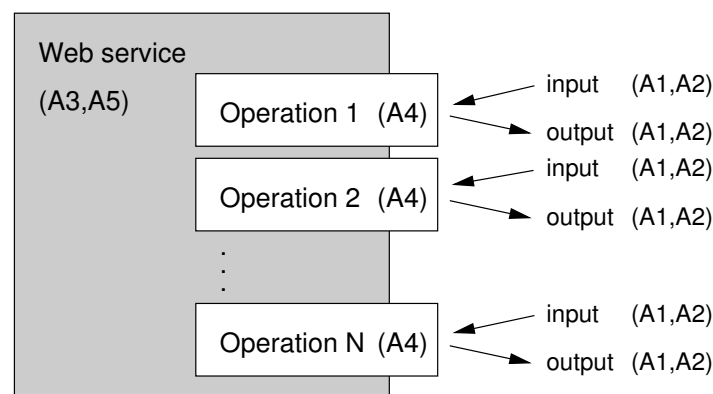 Web service
(A3,A5)
Operation 1 (A4)
input (A1,A2)
output (A1,A2)
Operation 2 (A4)
input (A1,A2)
output (A1,A2)
Operation N (A4)
input (A1,A2)
output (A1,A2)